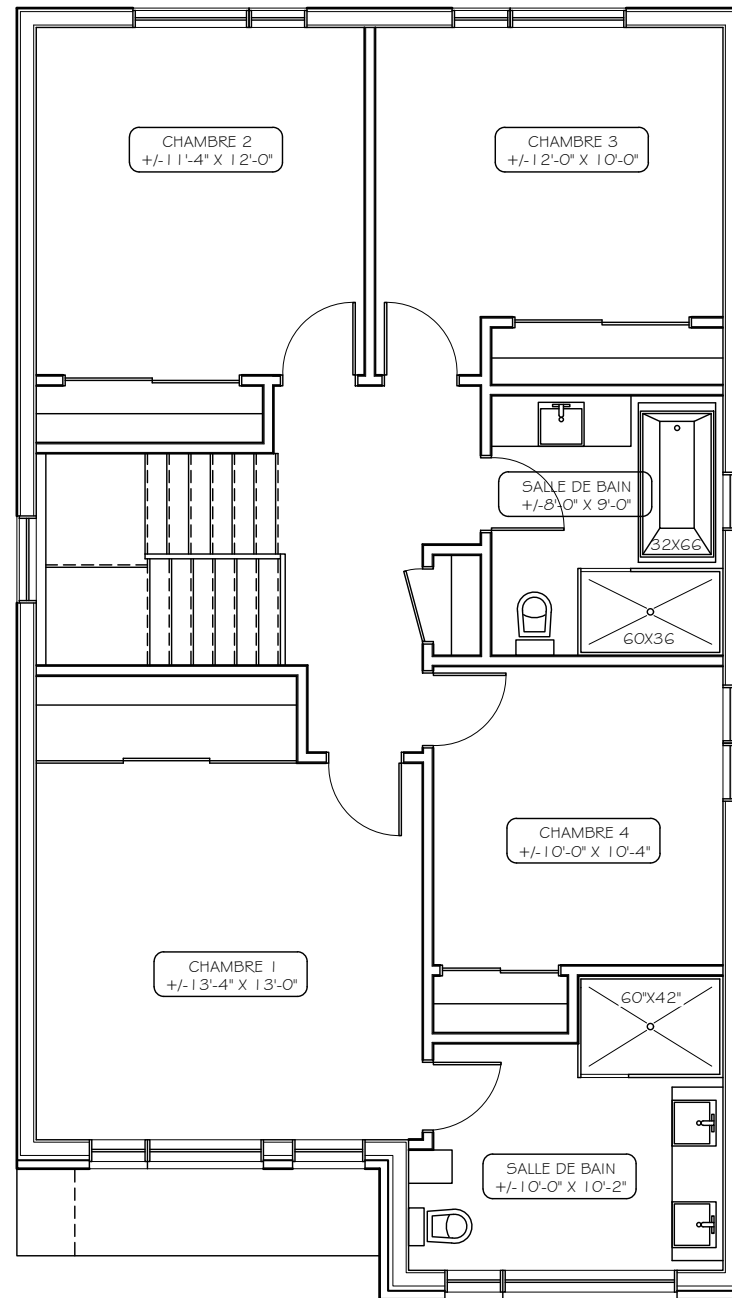 CHAMBRE 2
+/-11'-4" X 12'-0"
CHAMBRE 3
+/-12'-0" X 10'-0"
SALLE DE BAIN
+/-8'-0" X 9'-0"
32X66
60X36
CHAMBRE 4
+/-10'-0" X 10'-4"
CHAMBRE 1
+/-13'-4" X 13'-0"
60"X42"
SALLE DE BAIN
+/-10'-0" X 10'-2"